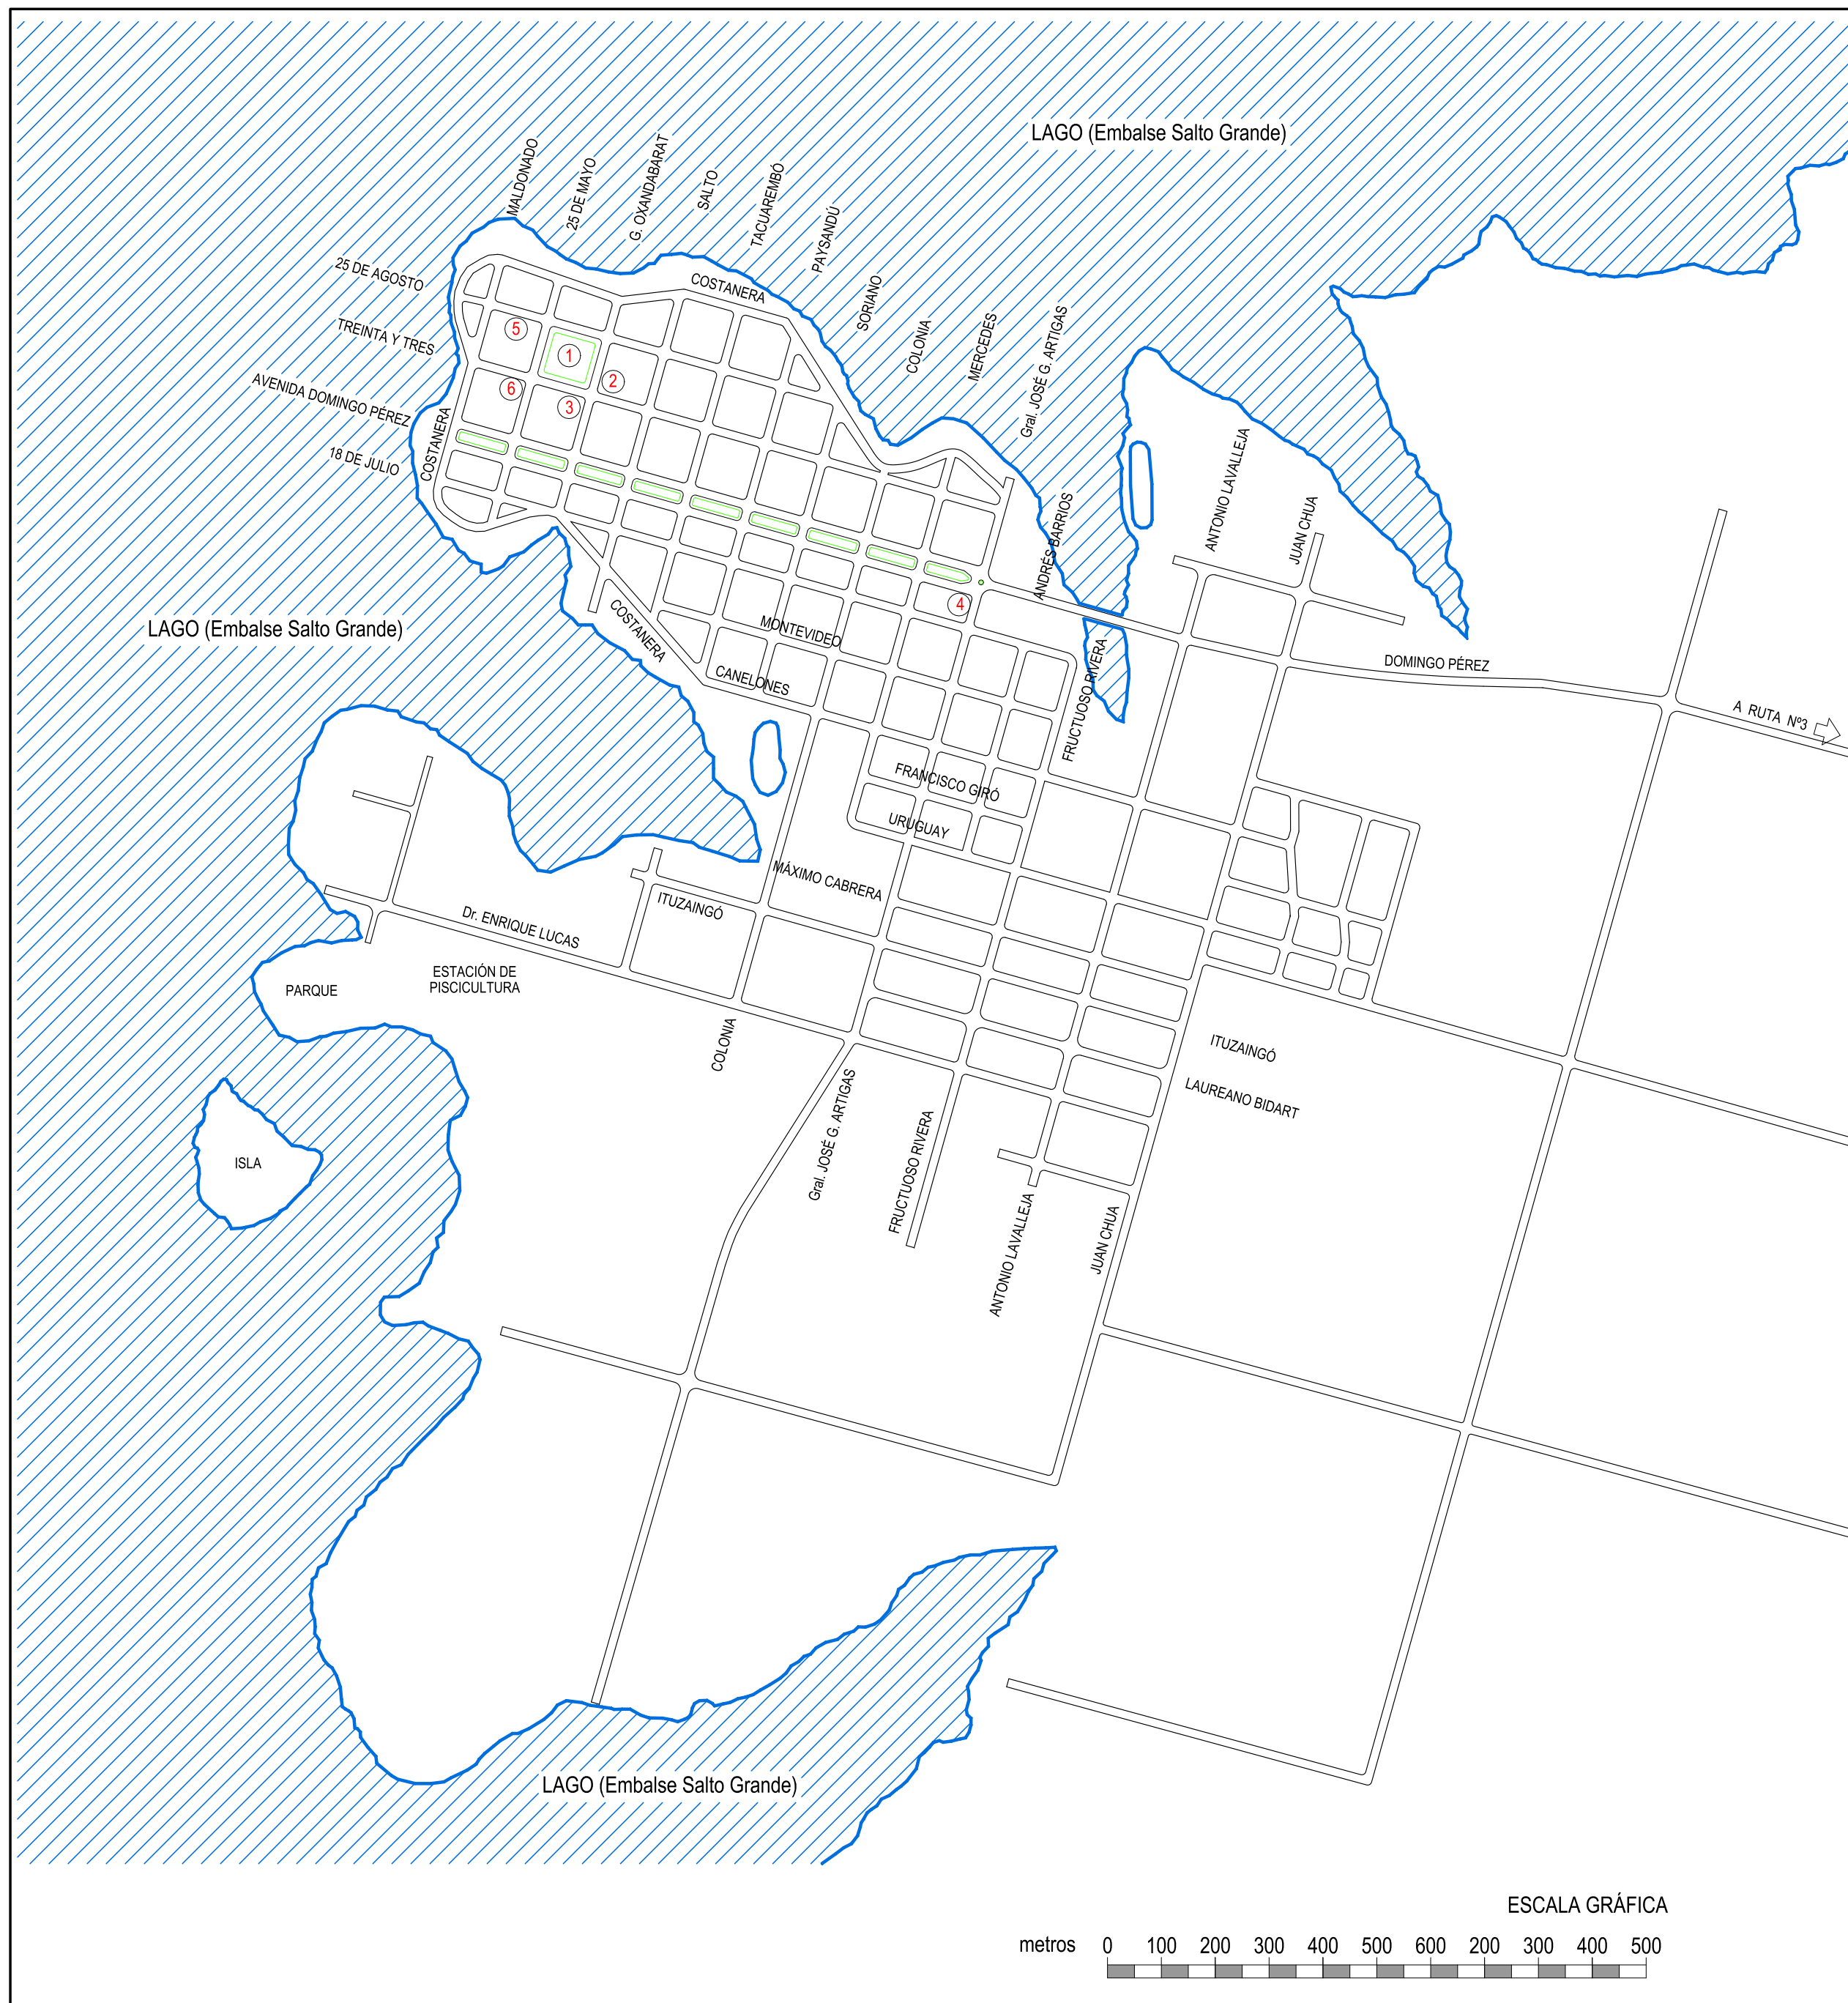 LAGO (Embalse Salto Grande)
MALDONADO
25 DE MAYO
G. OXANDABARAT
SALTO
TACUAREMBÓ
PAYSANDÚ
SORIANO
COLONIA
MERCEDES
Gral. JOSÉ G. ARTIGAS
25 DE AGOSTO
TREINTA Y TRES
AVENIDA DOMINGO PÉREZ
18 DE JULIO
COSTANERA
COSTANERA
5
1
2
6
3
4
ANDRÉS BARRIOS
ANTONIO LAVALLEJA
JUAN CHUA
LAGO (Embalse Salto Grande)
COSTANERA
MONTEVIDEO
CANELONES
FRUCTUOSO RIVERA
DOMINGO PÉREZ
A RUTA Nº3
FRANCISCO GIRÓ
URUGUAY
MÁXIMO CABRERA
ITUZAINGÓ
Dr. ENRIQUE LUCAS
ESTACIÓN DE
PISCICULTURA
PARQUE
COLONIA
ITUZAINGÓ
LAUREANO BIDART
Gral. JOSÉ G. ARTIGAS
FRUCTUOSO RIVERA
ANTONIO LAVALLEJA
JUAN CHUA
ISLA
LAGO (Embalse Salto Grande)
ESCALA GRÁFICA
metros 0 100 200 300 400 500 600 200 300 400 500